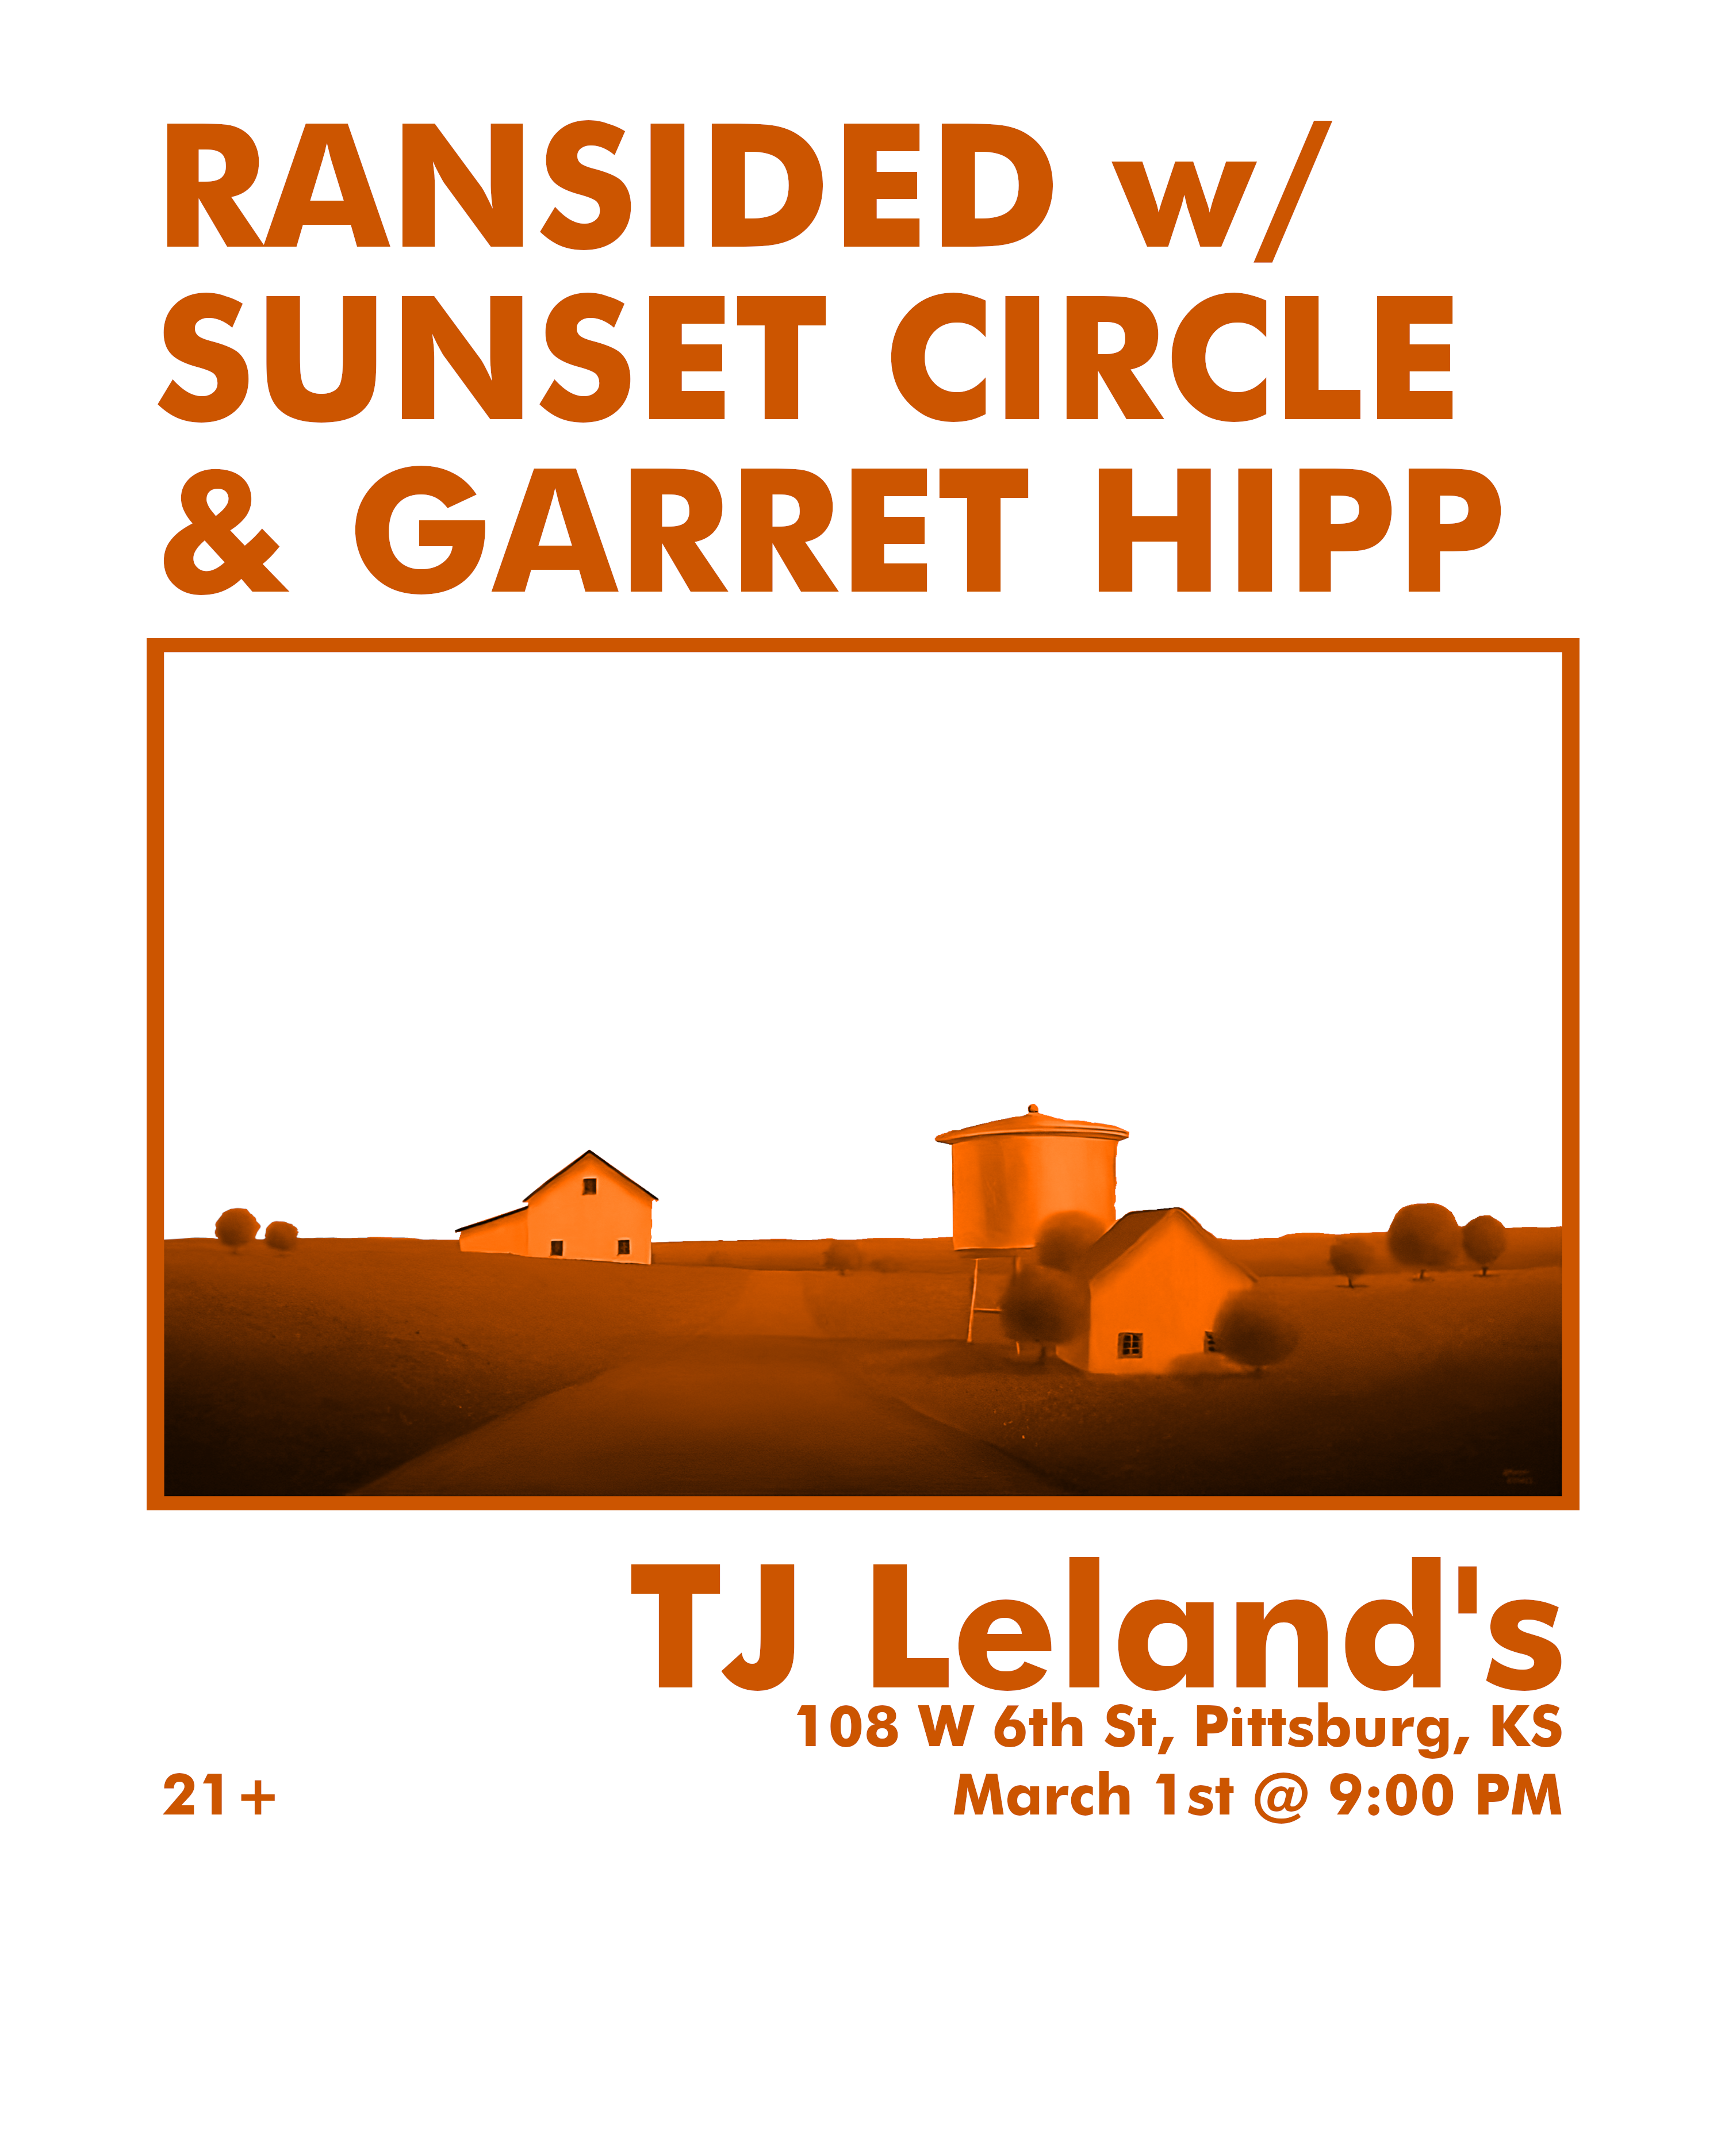 RANSIDED w/
SUNSET CIRCLE
& GARRET HIPP
TJ Leland's
108 W 6th St, Pittsburg, KS
21+ March 1st @ 9:00 PM